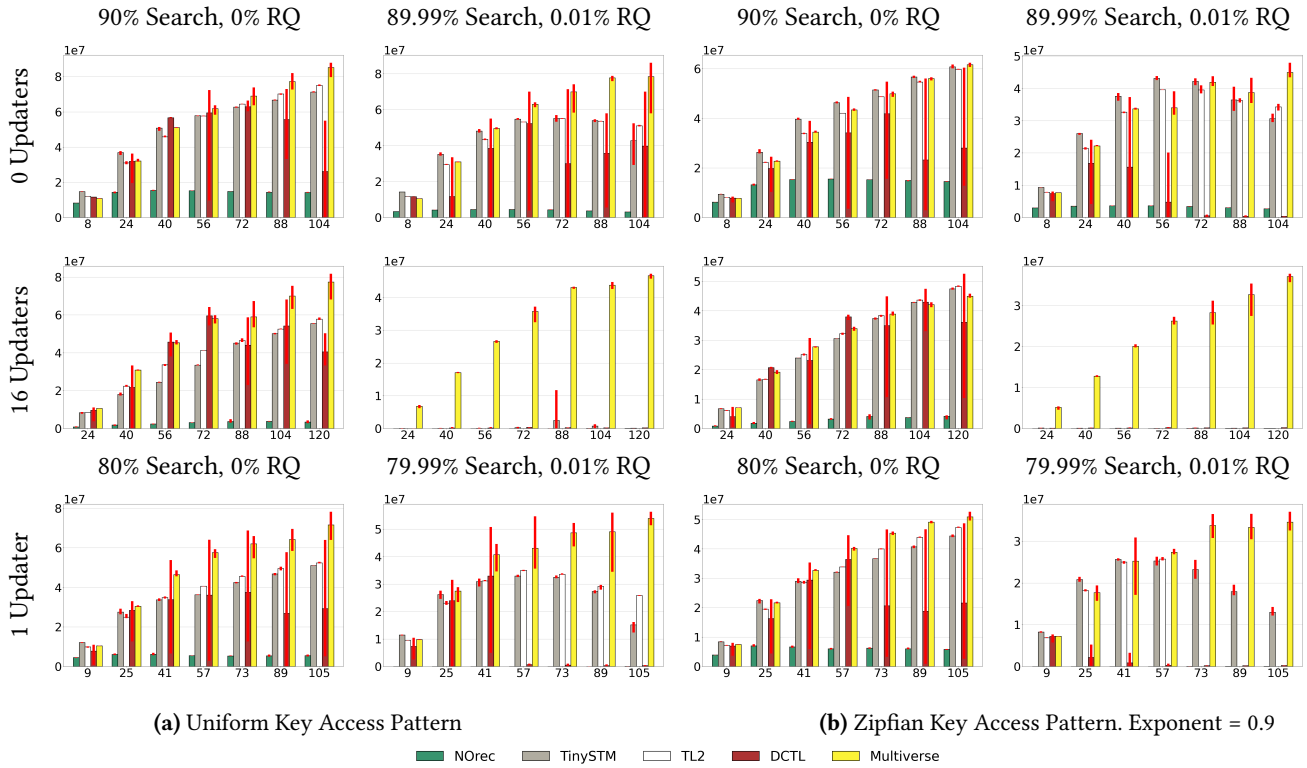 90% Search, 0% RQ
89.99% Search, 0.01% RQ
90% Search, 0% RQ
89.99% Search, 0.01% RQ
0 Updaters
1e7
8
6
4
2
0
8 24 40 56 72 88 104
1e7
8
6
4
2
0
8 24 40 56 72 88 104
1e7
6
4
2
0
8 24 40 56 72 88 104
1e7
5
4
3
2
1
0
8 24 40 56 72 88 104
16 Updaters
1e7
8
6
4
2
0
24 40 56 72 88 104 120
1e7
4
3
2
1
0
24 40 56 72 88 104 120
1e7
5
4
3
2
1
0
24 40 56 72 88 104 120
1e7
3
2
1
0
24 40 56 72 88 104 120
80% Search, 0% RQ
79.99% Search, 0.01% RQ
80% Search, 0% RQ
79.99% Search, 0.01% RQ
1 Updater
1e7
8
6
4
2
0
9 25 41 57 73 89 105
1e7
5
4
3
2
1
0
9 25 41 57 73 89 105
1e7
5
4
3
2
1
0
9 25 41 57 73 89 105
1e7
3
2
1
0
9 25 41 57 73 89 105
(a) Uniform Key Access Pattern
(b) Zipfian Key Access Pattern. Exponent = 0.9
NOrec TinySTM TL2 DCTL Multiverse